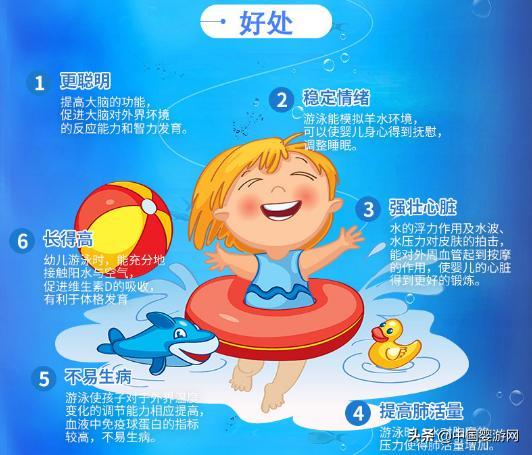 好处
1 更聪明
提高大脑的功能，
促进大脑对外界坏境
的反应能力和智力发育。
2 稳定情绪
游泳能模拟羊水环境，
可以使婴儿身心得到抚慰，
调整睡眠。
3 强壮心脏
水的浮力作用及水波、
水压力对皮肤的拍击，
能对外周血管起到按摩
的作用，使婴儿的心脏
得到更好的锻炼。
4 提高肺活量
游泳时
压力使得肺活量增加。
5 不易生病
游泳使孩子对于外界温度
变化的调节能力相应提高，
血液中免疫球蛋白的指标
较高，不易生病。
6 长得高
幼儿游泳时，能充分地
接触阳水与空气，
促进维生素D的吸收，
有利于体格发育
头条@中国婴游网